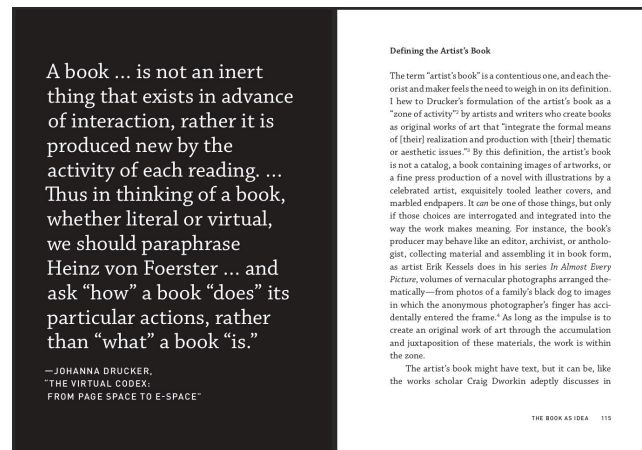 A book ... is not an inert
thing that exists in advance
of interaction, rather it is
produced new by the
activity of each reading. ...
Thus in thinking of a book,
whether literal or virtual,
we should paraphrase
Heinz von Foerster ... and
ask “how” a book “does” its
particular actions, rather
than “what” a book “is.”
—JOHANNA DRUCKER,
“THE VIRTUAL CODEX:
FROM PAGE SPACE TO E-SPACE”
Defining the Artist’s Book
The term “artist’s book” is a contentious one, and each the-
orist and maker feels the need to weigh in on its definition.
I hew to Drucker’s formulation of the artist’s book as a
“zone of activity”² by artists and writers who create books
as original works of art that “integrate the formal means
of [their] realization and production with [their] thematic
or aesthetic issues.”³ By this definition, the artist’s book
is not a catalog, a book containing images of artworks, or
a fine press production of a novel with illustrations by a
celebrated artist, exquisitely tooled leather covers, and
marbled endpapers. It can be one of those things, but only
if those choices are interrogated and integrated into the
way the work makes meaning. For instance, the book’s
producer may behave like an editor, archivist, or antholo-
gist, collecting material and assembling it in book form,
as artist Erik Kessels does in his series In Almost Every
Picture, volumes of vernacular photographs arranged the-
matically—from photos of a family’s black dog to images
in which the anonymous photographer’s finger has acci-
dentally entered the frame.⁴ As long as the impulse is to
create an original work of art through the accumulation
and juxtaposition of these materials, the work is within
the zone.
The artist’s book might have text, but it can be, like
the works scholar Craig Dworkin adeptly discusses in
THE BOOK AS IDEA 115